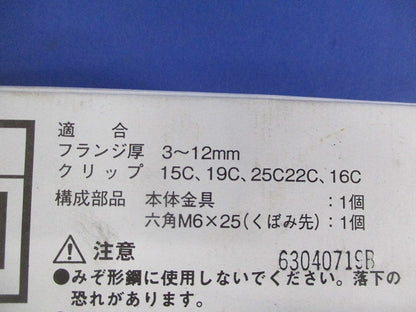 適合
フランジ厚 3～12mm
クリップ 15C、19C、25C22C、16C
構成部品 本体金具 : 1個
六角M6×25(くぼみ先) : 1個
注意
63040719B
●みぞ形鋼に使用しないでください。落下の
恐れがあります。